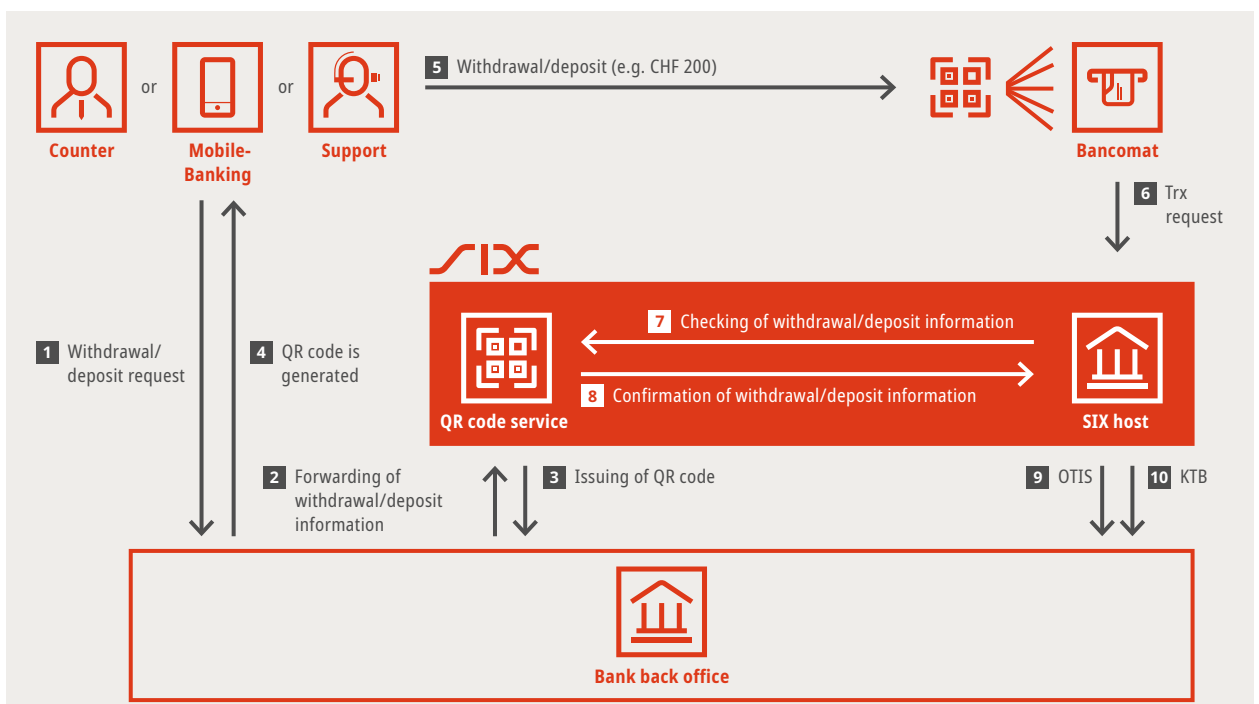 5 Withdrawal/deposit (e.g. CHF 200)
or
or
Counter
Mobile-
Banking
Support
Bancomat
6 Trx
request
SIX
7 Checking of withdrawal/deposit information
1 Withdrawal/
deposit request
4 QR code is
generated
8 Confirmation of withdrawal/deposit information
QR code service
SIX host
2 Forwarding of
withdrawal/deposit
information
3 Issuing of QR code
9 OTIS
10 KTB
Bank back office